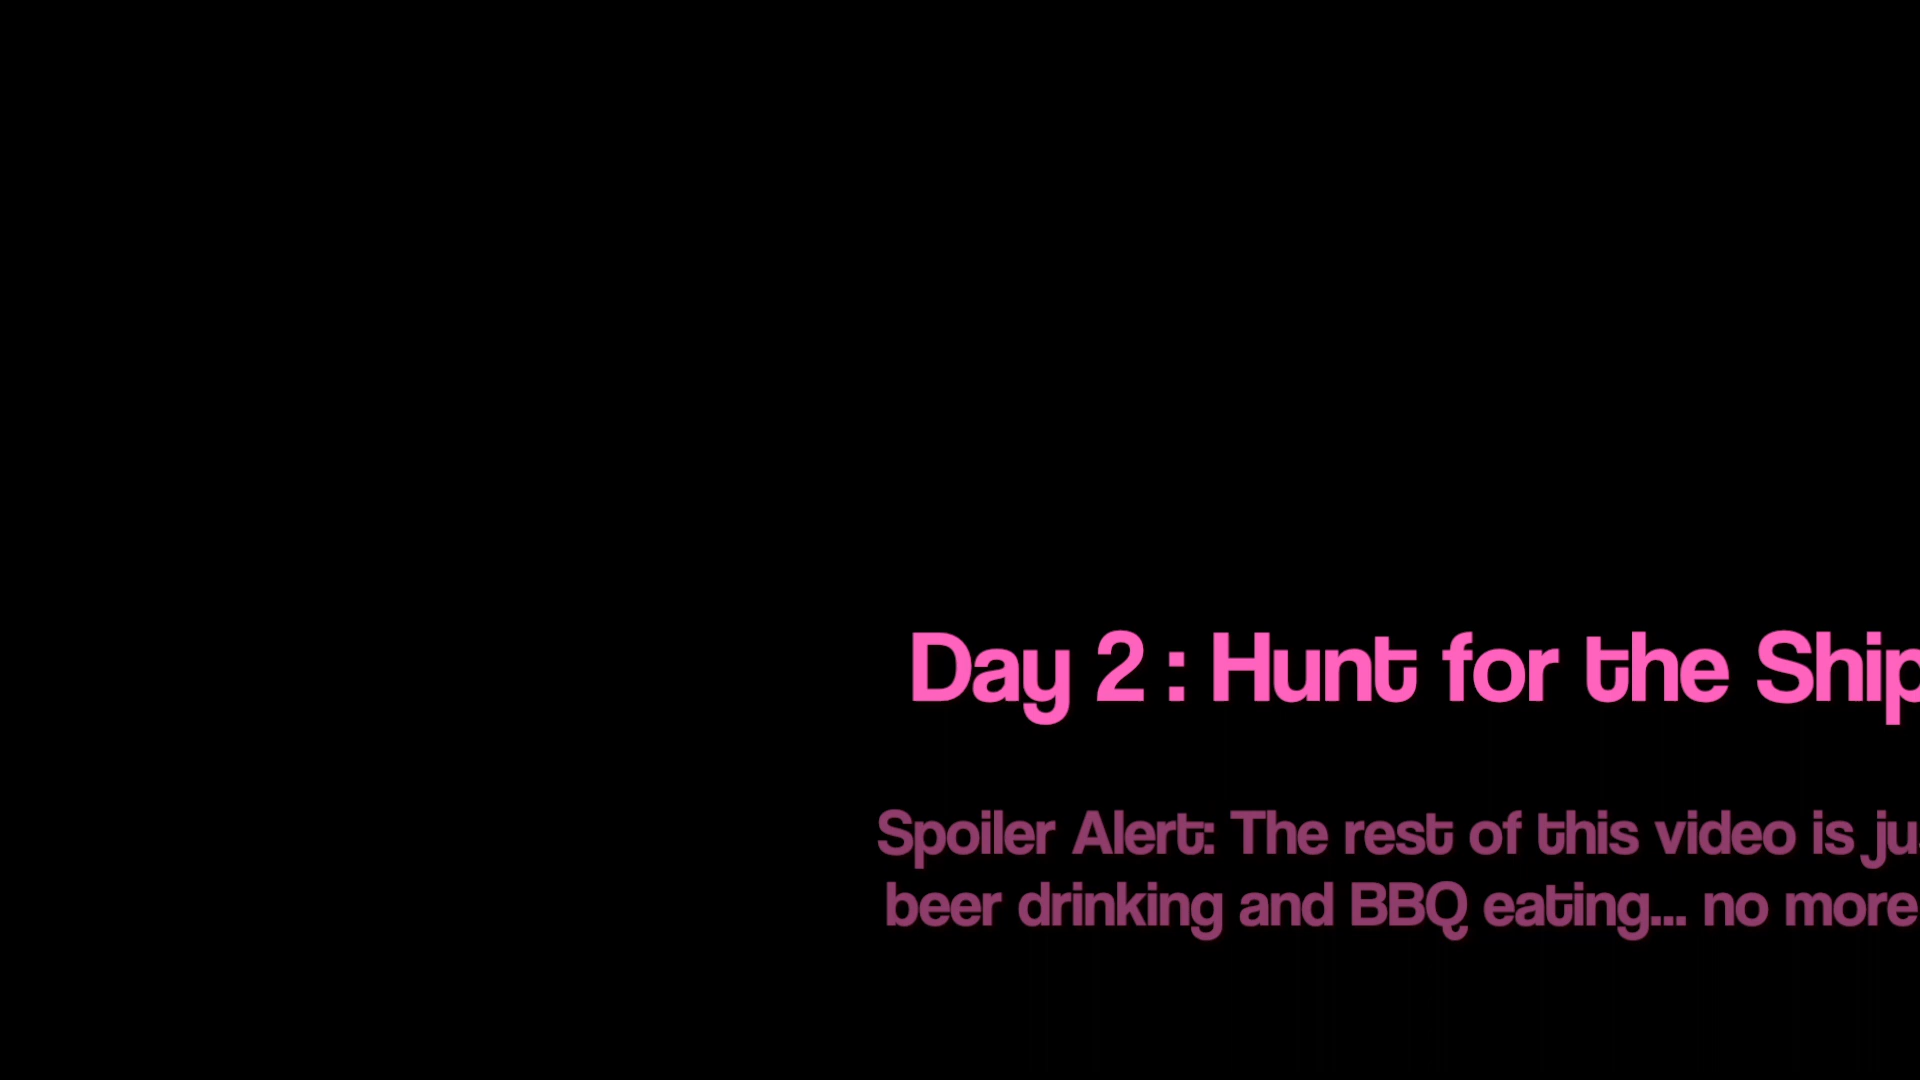 Day 2 : Hunt for the Ship
Spoiler Alert: The rest of this video is
beer drinking and BBQ eating... no more